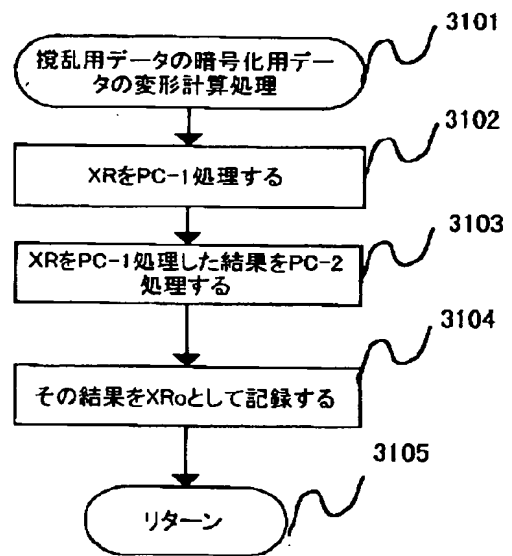 3101
撹乱用データの暗号化用デー
タの変形計算処理
3102
XRをPC-1処理する
3103
XRをPC-1処理した結果をPC-2
処理する
3104
その結果をXRoとして記録する
3105
リターン